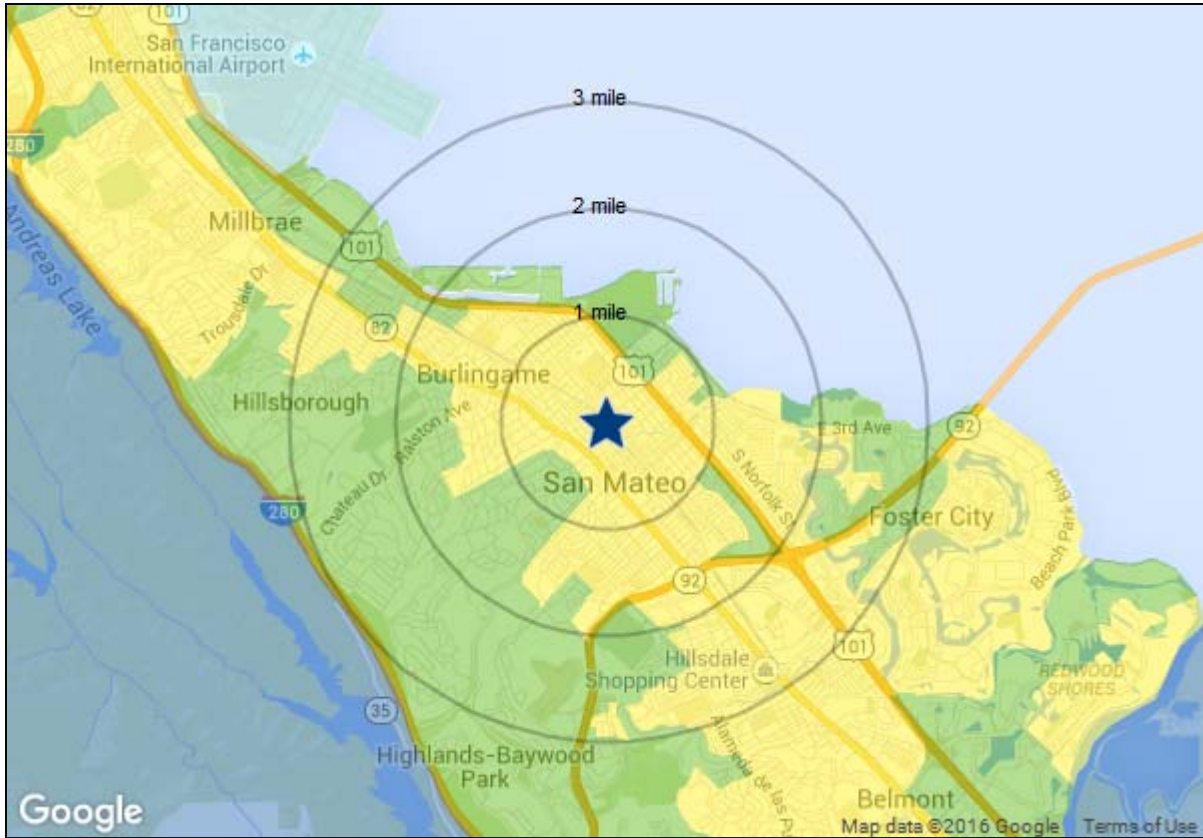 82
101
San Francisco
International Airport
3 mile
280
2 mile
Millbrae
101
Andreas Lake
Trousdale Dr
1 mile
82
101
Burlingame
Hillsborough
Ralston Ave
E 3rd Ave
92
San Mateo
S Norfolk St
Chateau Dr
280
Foster City
Beach Park Blvd
92
101
Hillsdale
Shopping Center
REDWOOD
SHORES
35
Highlands-Baywood
Park
Alameda de las Pu
Belmont
Google
Map data ©2016 Google
Terms of Use